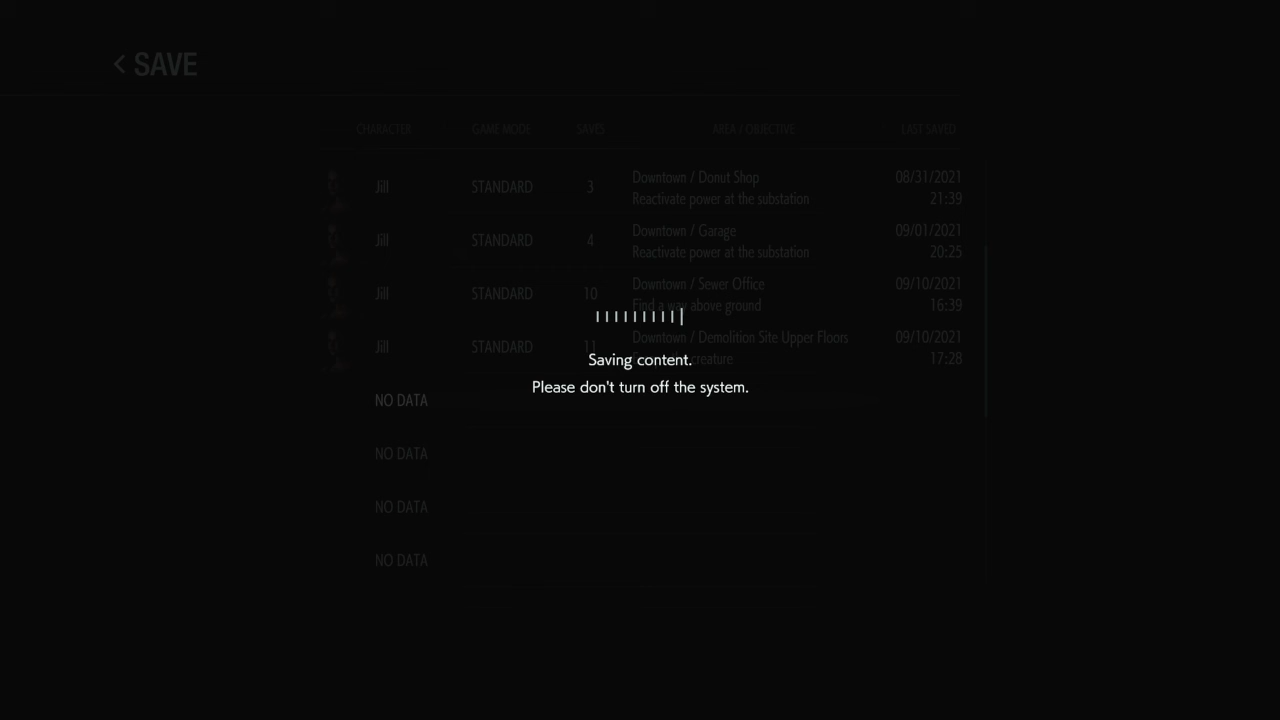 < SAVE
CHARACTER GAME MODE SAVES AREA / OBJECTIVE LAST SAVED
Jill STANDARD 3 Downtown / Donut Shop 08/31/2021
Reactivate power at the substation 21:39
Jill STANDARD 4 Downtown / Garage 09/01/2021
Reactivate power at the substation 20:25
Jill STANDARD 10 Downtown / Sewer Office 09/10/2021
Find a way above ground 16:39
Jill STANDARD 11 Downtown / Demolition Site Upper Floors 09/10/2021
creature 17:28
Saving content.
Please don't turn off the system.
NO DATA
NO DATA
NO DATA
NO DATA